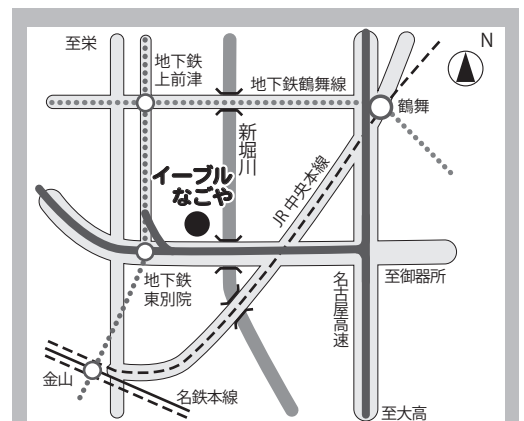 至栄
地下鉄
上前津
地下鉄鶴舞線
N
鶴舞
新堀川
イーブル
なごや
JR中央本線
地下鉄
東別院
名古屋高速
至御器所
金山
名鉄本線
至大高